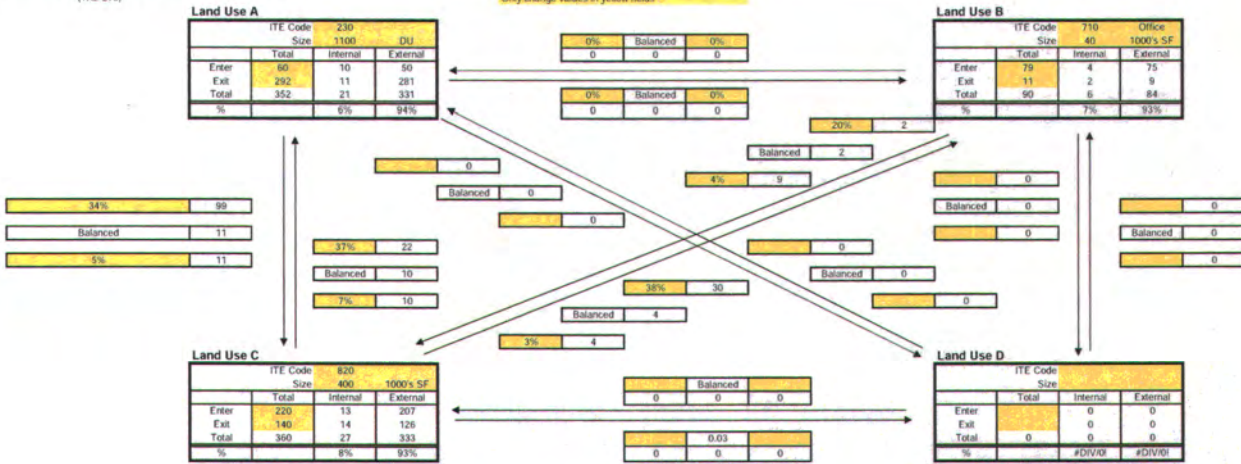 Land Use A
ITE Code 230
Size 1100 DU
Total Internal External
Enter 60 10 50
Exit 292 11 281
Total 352 21 331
% 6% 94%
0% Balanced 0%
0 0 0
0% Balanced 0%
0 0 0
Land Use B
ITE Code 710 Office
Size 40 1000's SF
Total Internal External
Enter 79 4 75
Exit 11 2 9
Total 90 6 84
% 7% 93%
20% 2
Balanced 2
4% 9
0
Balanced 0
0
0
Balanced 0
0
0
Balanced 0
0
34% 99
Balanced 11
5% 11
37% 22
Balanced 10
7% 10
0
Balanced 0
0
38% 30
Balanced 4
3% 4
Land Use C
ITE Code 820
Size 400 1000's SF
Total Internal External
Enter 220 13 207
Exit 140 14 126
Total 360 27 333
% 8% 93%
Balanced
0 0 0
0.03
0 0 0
Land Use D
ITE Code
Size
Total Internal External
Enter 0 0
Exit 0 0
Total 0 0 0
% #DIV/0! #DIV/0!